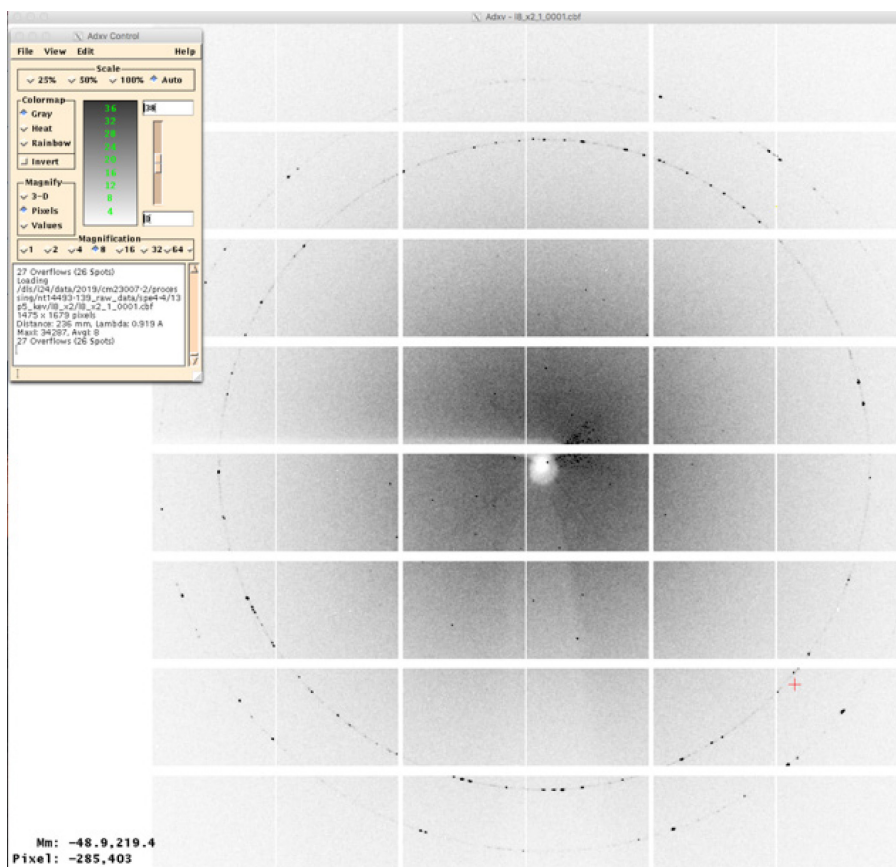 Adxv - l8_x2_1_0001.cbf
Adxv Control
File View Edit Help
Scale
25% 50% 100% Auto
Colormap
Gray
Heat
Rainbow
Invert
36
32
28
24
16
12
8
4
Magnify
3-D
Pixels
Values
Magnification
1 2 4 8 16 32 64
27 Overflows (26 Spots)
Loading
/dls/i24/data/2019/cm23007-2/proces
sing/nt14493-139_raw_data/spe4-4/13
p5_kev/l8_x2/l8_x2_1_0001.cbf
1475 x 1679 pixels
Distance: 236 mm, Lambda: 0.919 A
MaxI: 34287, AvgI: 8
27 Overflows (26 Spots)
Mm: -48.9,219.4
Pixel: -285,403